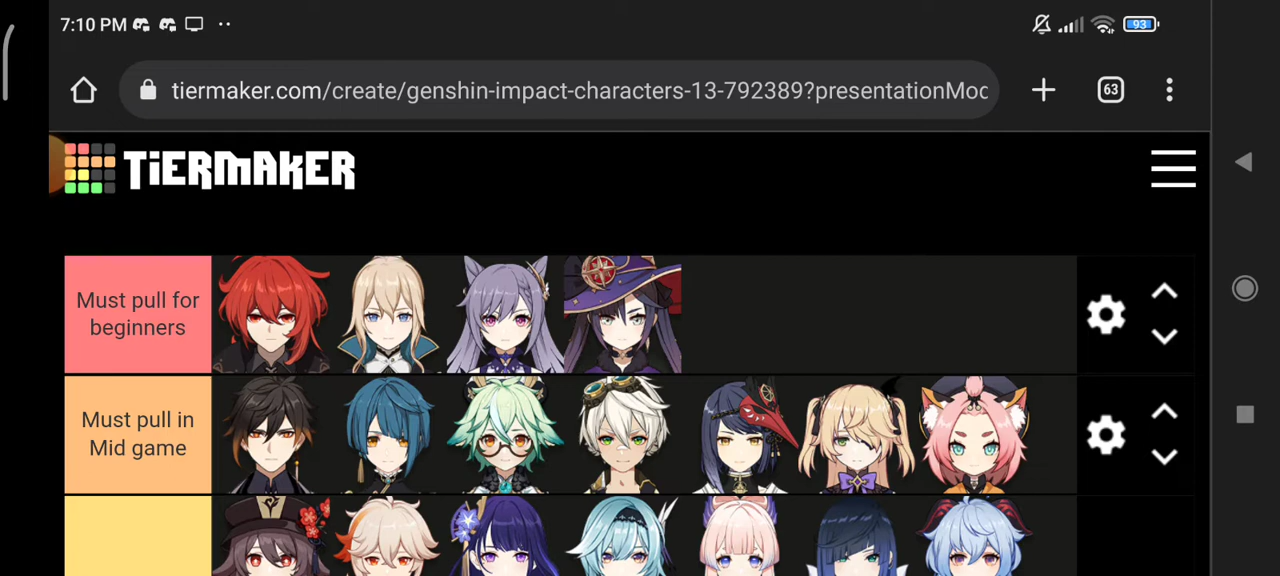 7:10 PM
93
tiermaker.com/create/genshin-impact-characters-13-792389?presentationMod
63
TiERMAKER
Must pull for
beginners
Must pull in
Mid game